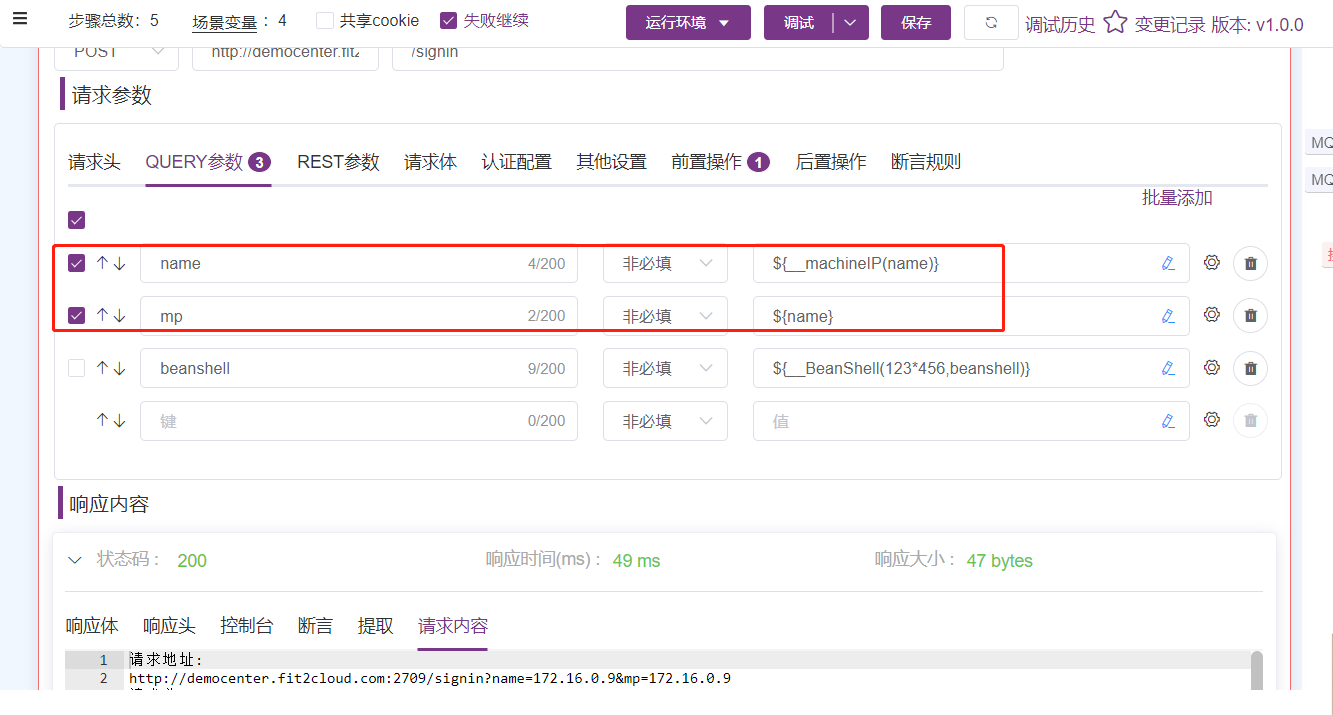 步骤总数：5 场景变量 ：4 共享cookie 失败继续 运行环境 调试 保存 调试历史 变更记录 版本: v1.0.0
POST http://democenter.fit2 /signin
请求参数
请求头 QUERY参数 3 REST参数 请求体 认证配置 其他设置 前置操作 1 后置操作 断言规则
MQ
MQ
批量添加
name 4/200 非必填 ${__machineIP(name)}
mp 2/200 非必填 ${name}
beanshell 9/200 非必填 ${__BeanShell(123*456,beanshell)}
键 0/200 非必填 值
响应内容
状态码： 200 响应时间(ms)： 49 ms 响应大小： 47 bytes
响应体 响应头 控制台 断言 提取 请求内容
1 请求地址:
2 http://democenter.fit2cloud.com:2709/signin?name=172.16.0.9&mp=172.16.0.9